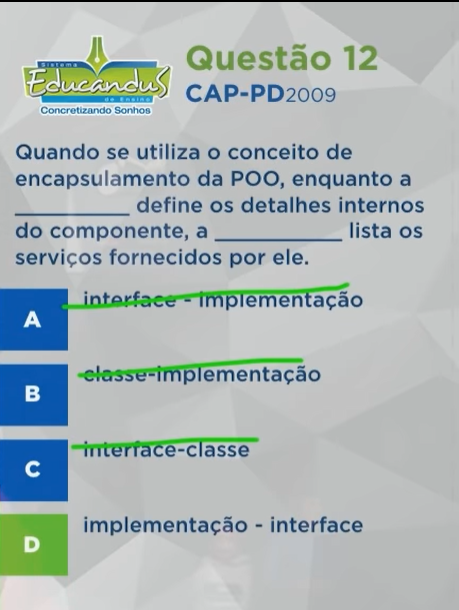 Sistema
Educandus
de Ensino
Concretizando Sonhos
Questão 12
CAP-PD2009
Quando se utiliza o conceito de
encapsulamento da POO, enquanto a
__________ define os detalhes internos
do componente, a ___________ lista os
serviços fornecidos por ele.
A
interface - implementação
B
classe-implementação
C
interface-classe
D
implementação - interface